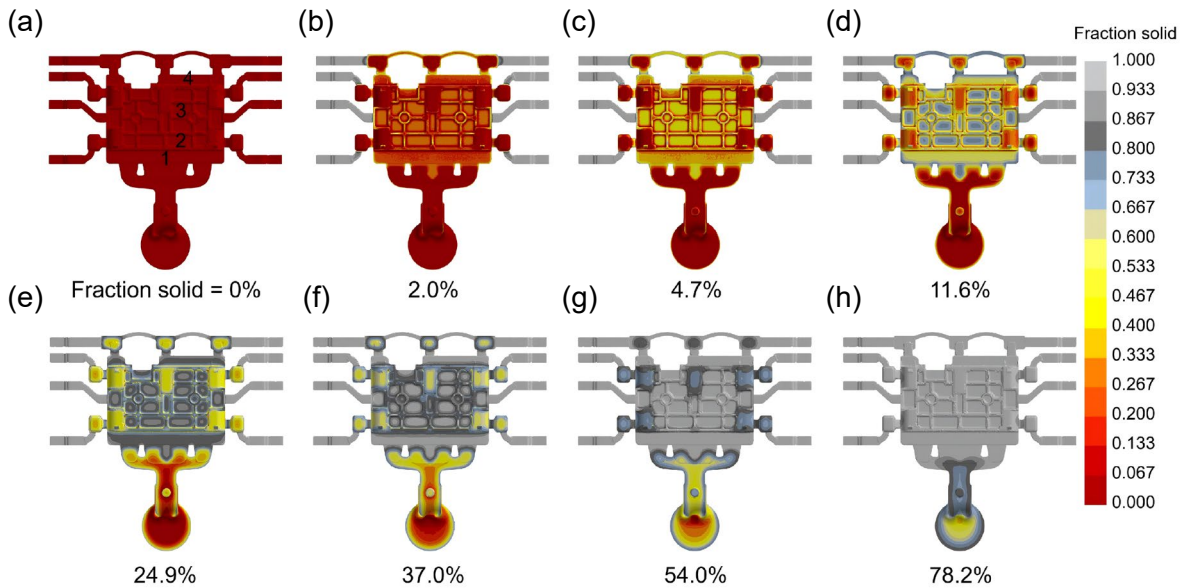 (a)
(b)
(c)
(d)
Fraction solid
1.000
0.933
0.867
0.800
0.733
0.667
0.600
0.533
0.467
0.400
0.333
0.267
0.200
0.133
0.067
0.000
4
3
2
1
Fraction solid = 0%
2.0%
4.7%
11.6%
(e)
(f)
(g)
(h)
24.9%
37.0%
54.0%
78.2%